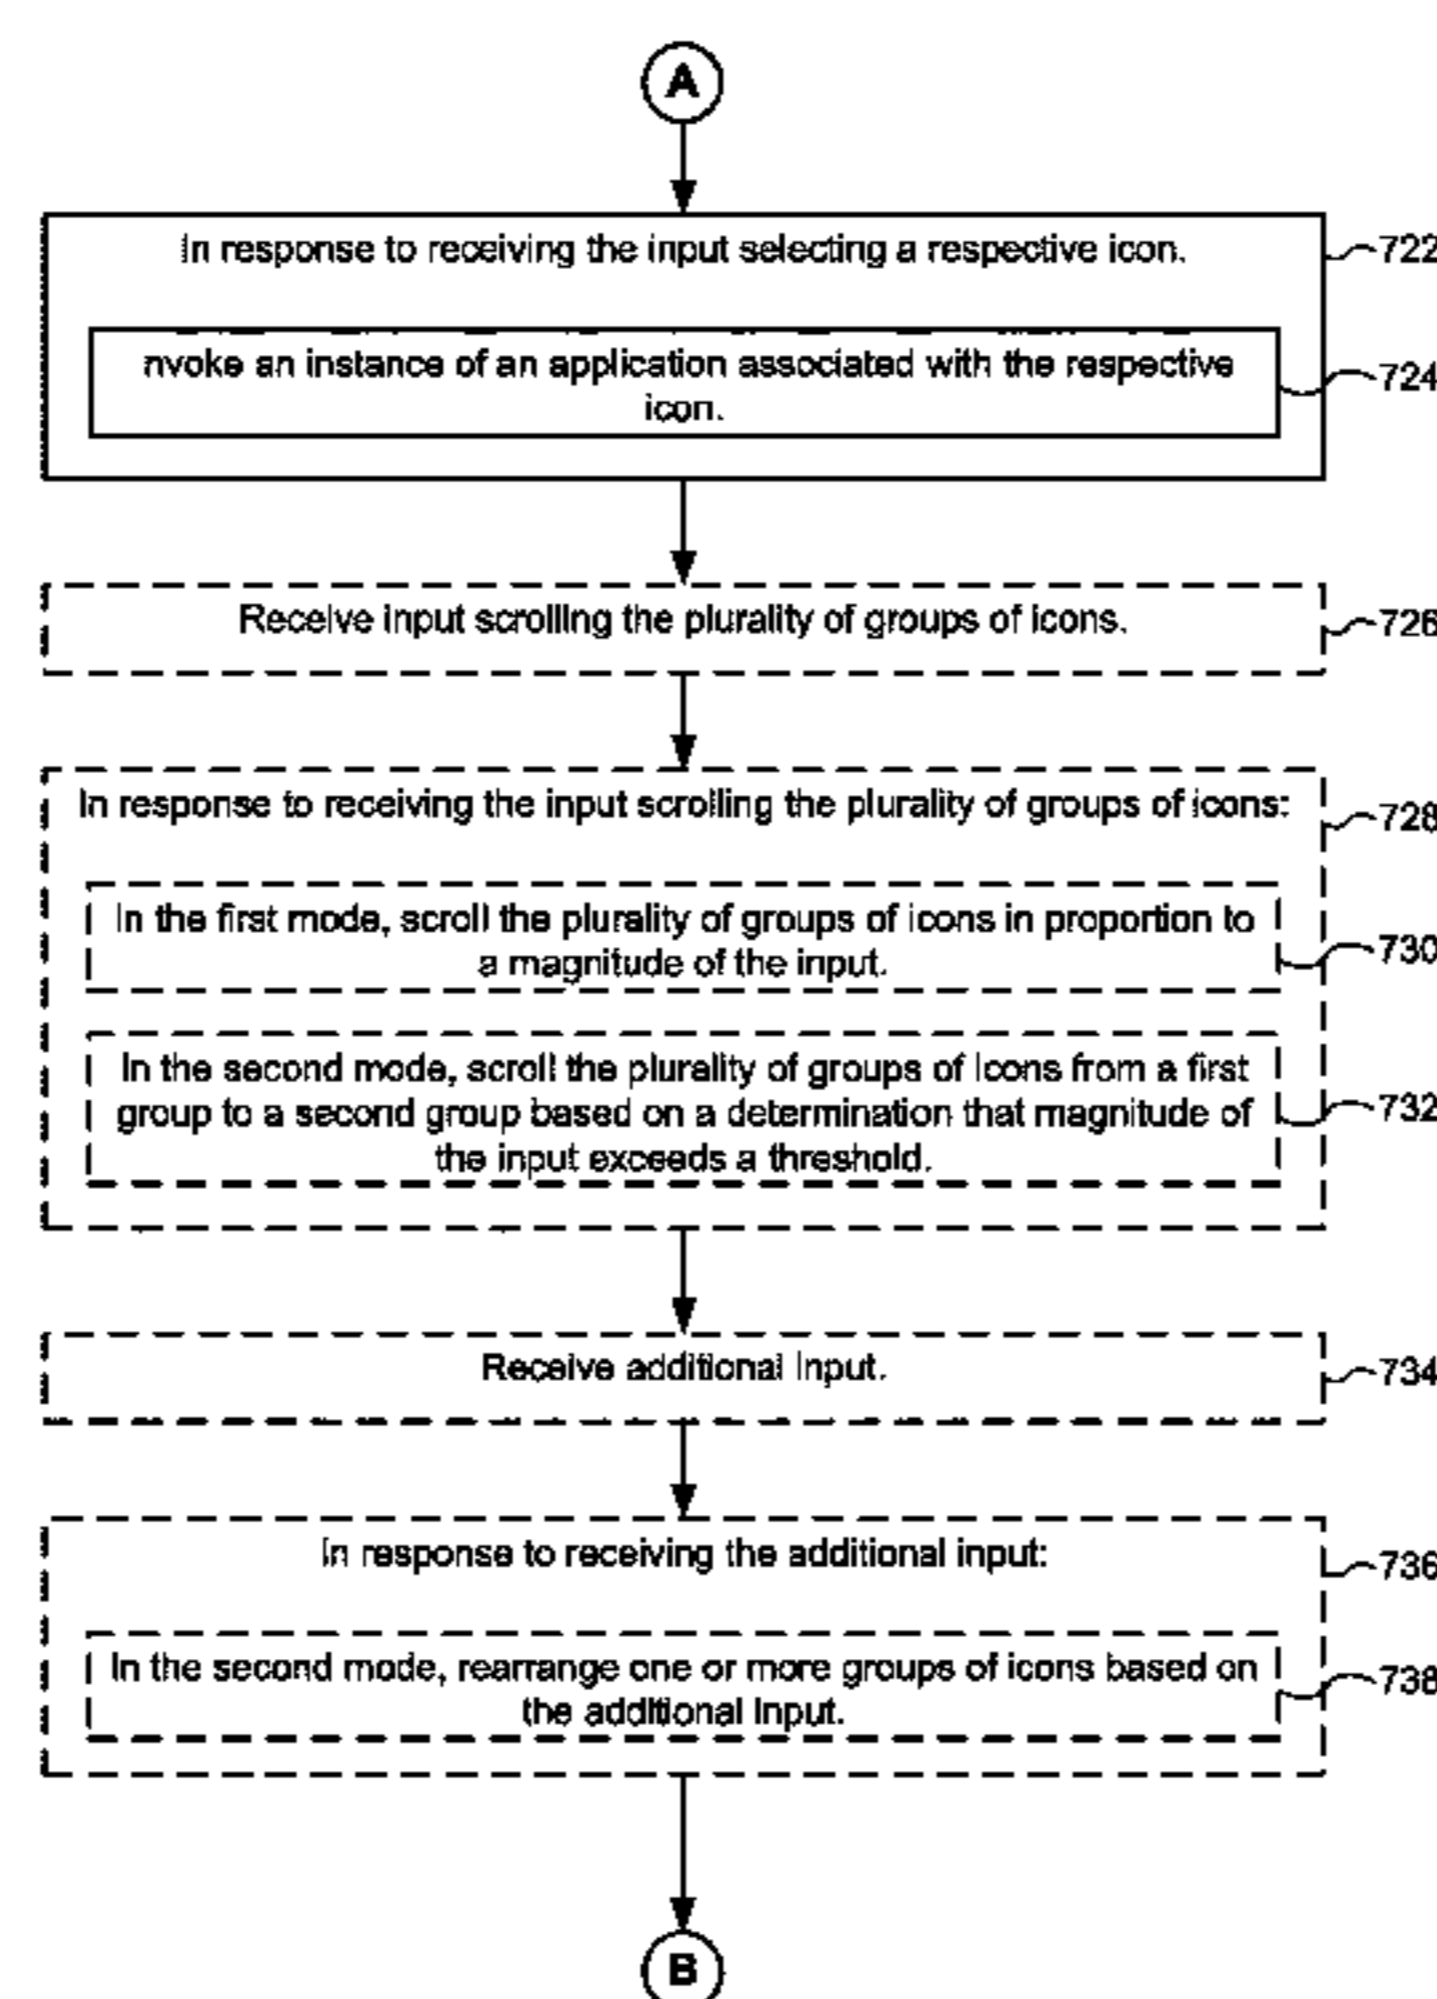 A
In response to receiving the input selecting a respective icon.
722
nvoke an instance of an application associated with the respective
icon.
724
Receive input scrolling the plurality of groups of icons.
726
In response to receiving the input scrolling the plurality of groups of icons:
728
In the first mode, scroll the plurality of groups of icons in proportion to
a magnitude of the input.
730
In the second mode, scroll the plurality of groups of icons from a first
group to a second group based on a determination that magnitude of
the input exceeds a threshold.
732
Receive additional Input.
734
In response to receiving the additional input:
736
In the second mode, rearrange one or more groups of icons based on
the additional Input.
738
B